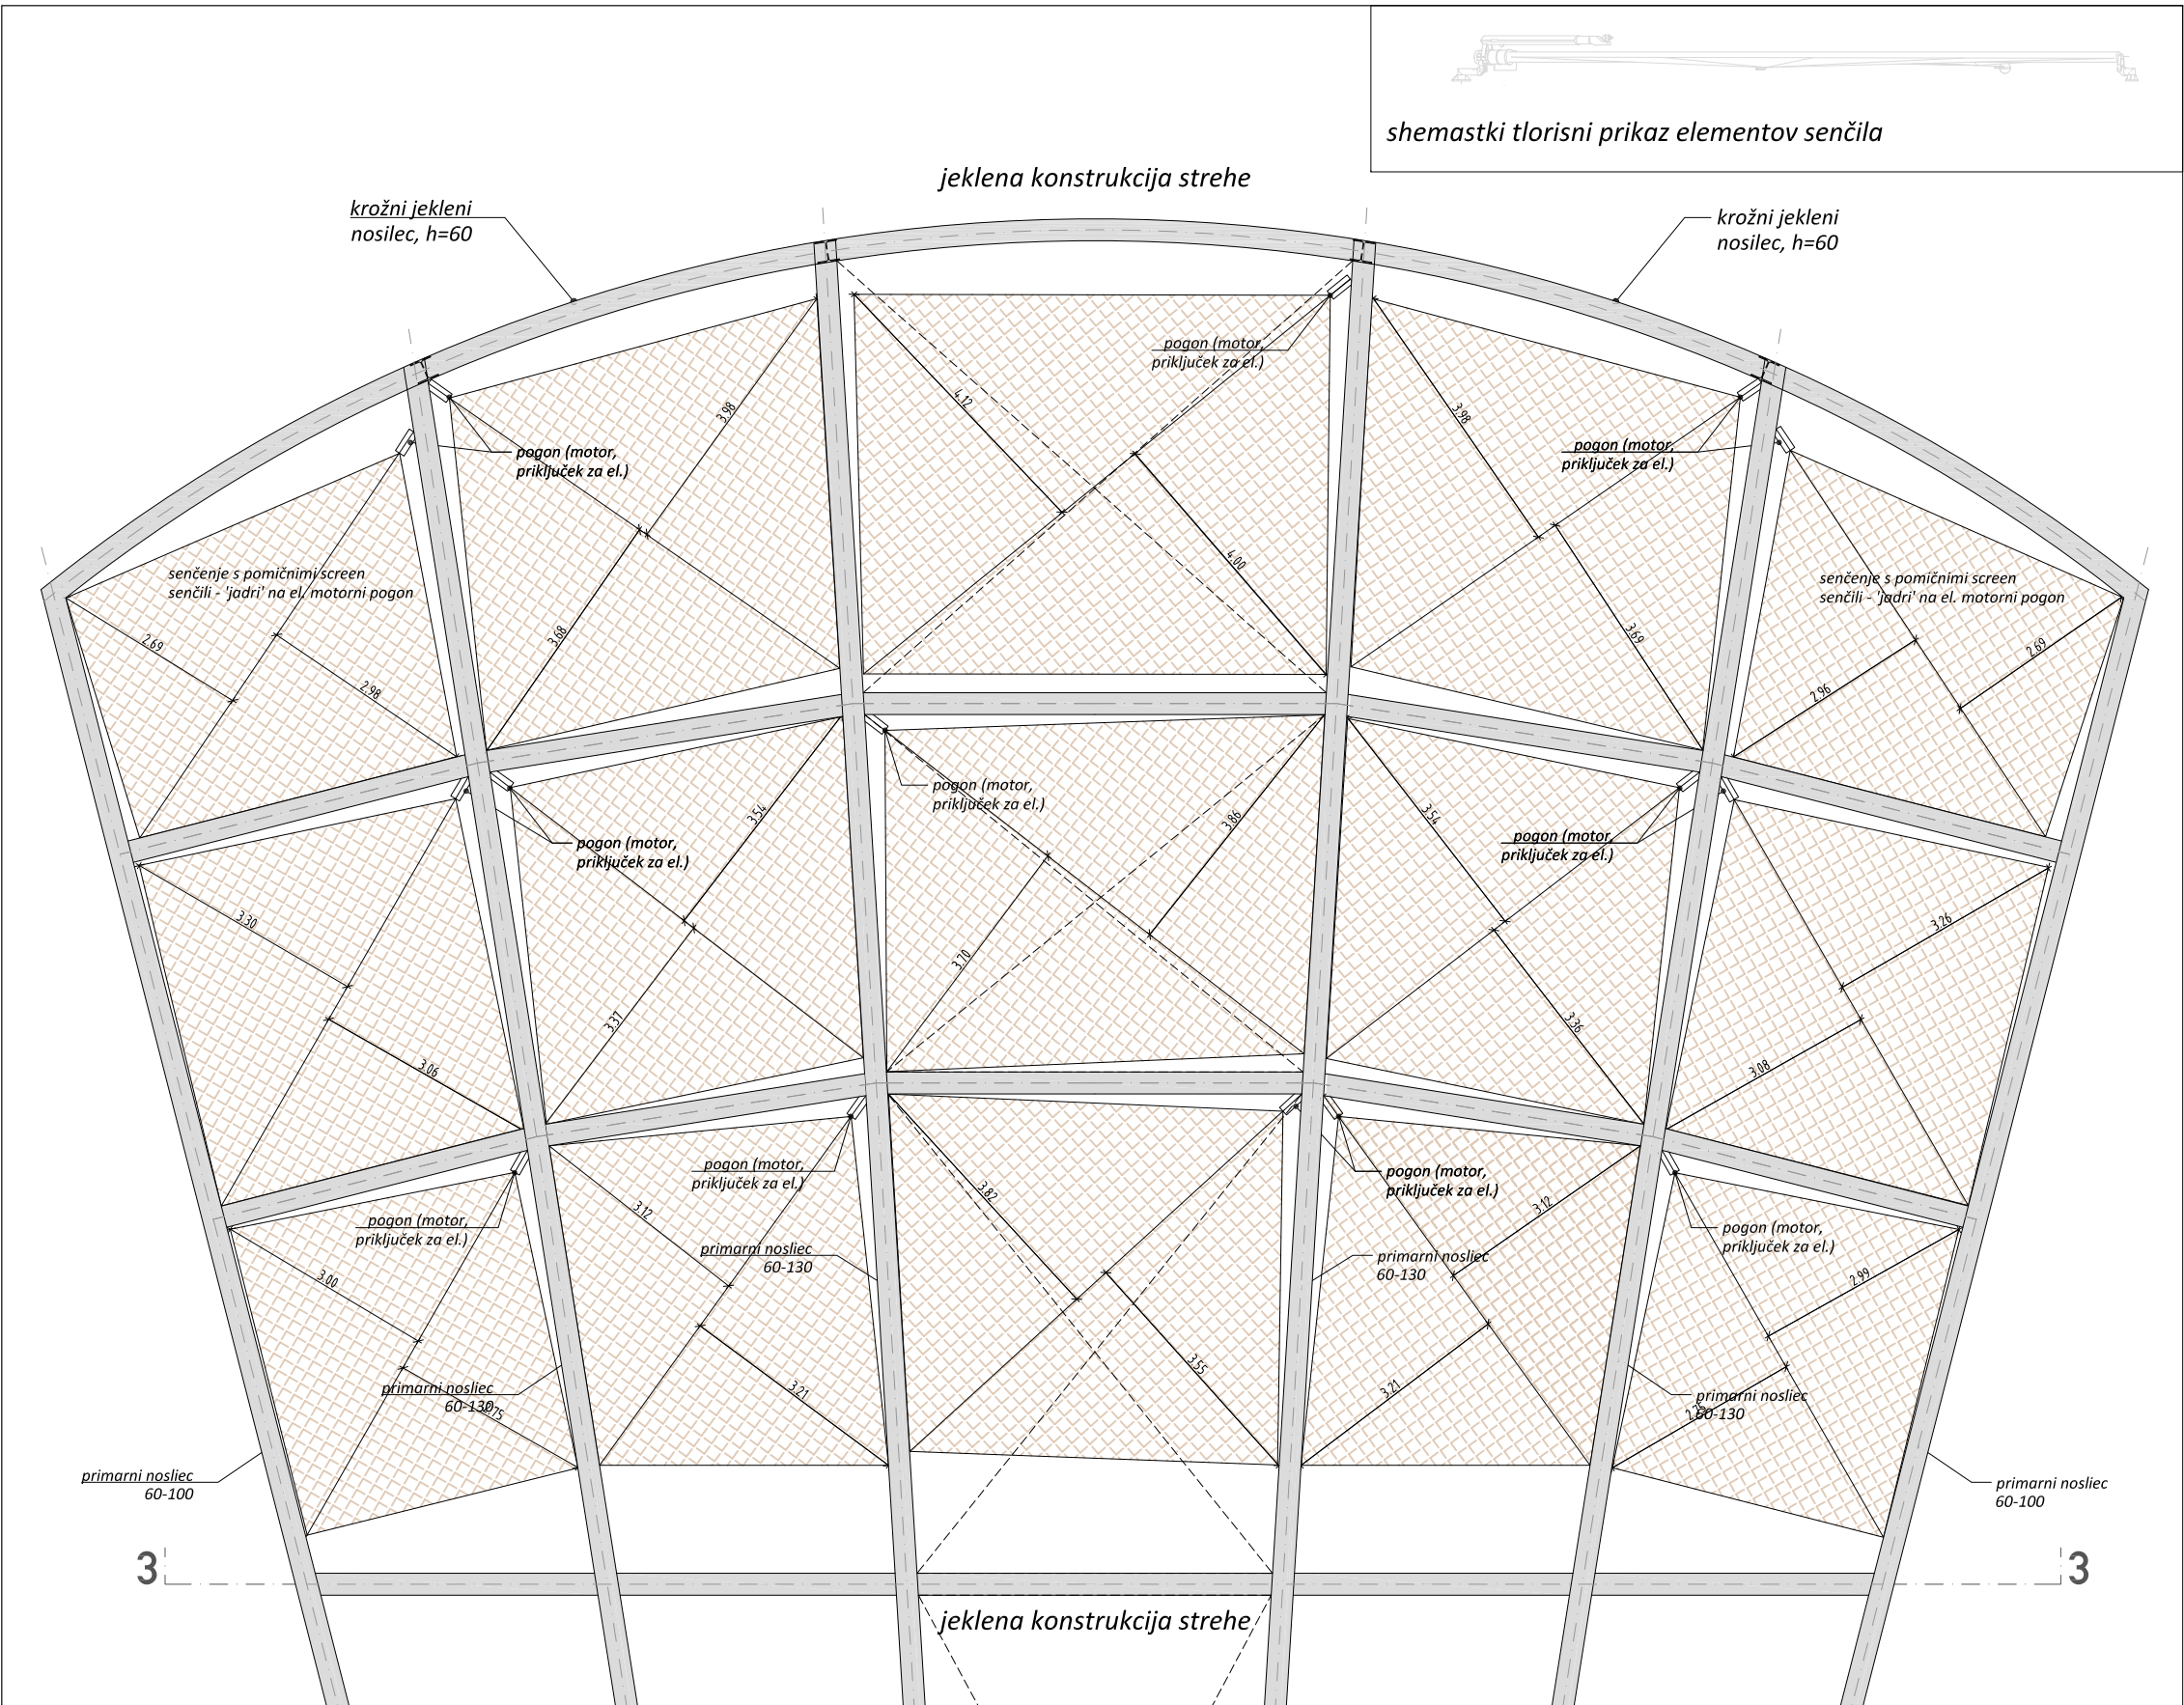 shemastki tlorisni prikaz elementov senčila
jeklena konstrukcija strehe
krožni jekleni
nosilec, h=60
krožni jekleni
nosilec, h=60
pogon (motor,
priključek za el.)
4.12
3.98
3.98
pogon (motor,
priključek za el.)
pogon (motor,
priključek za el.)
4.00
senčenje s pomičnimi screen
senčili - 'jadri' na el. motorni pogon
senčenje s pomičnimi screen
senčili - 'jadri' na el. motorni pogon
2.69
3.68
3.69
2.69
2.98
2.96
pogon (motor,
priključek za el.)
3.54
3.86
3.54
pogon (motor,
priključek za el.)
pogon (motor,
priključek za el.)
3.30
3.26
3.70
3.37
3.36
3.06
3.08
pogon (motor,
priključek za el.)
pogon (motor,
priključek za el.)
3.82
3.12
3.12
pogon (motor,
priključek za el.)
pogon (motor,
priključek za el.)
primarni nosliec
60-130
primarni nosliec
60-130
3.00
2.99
3.55
3.21
3.21
primarni nosliec
60-130
primarni nosliec
60-130
primarni nosliec
60-100
primarni nosliec
60-100
3
3
jeklena konstrukcija strehe